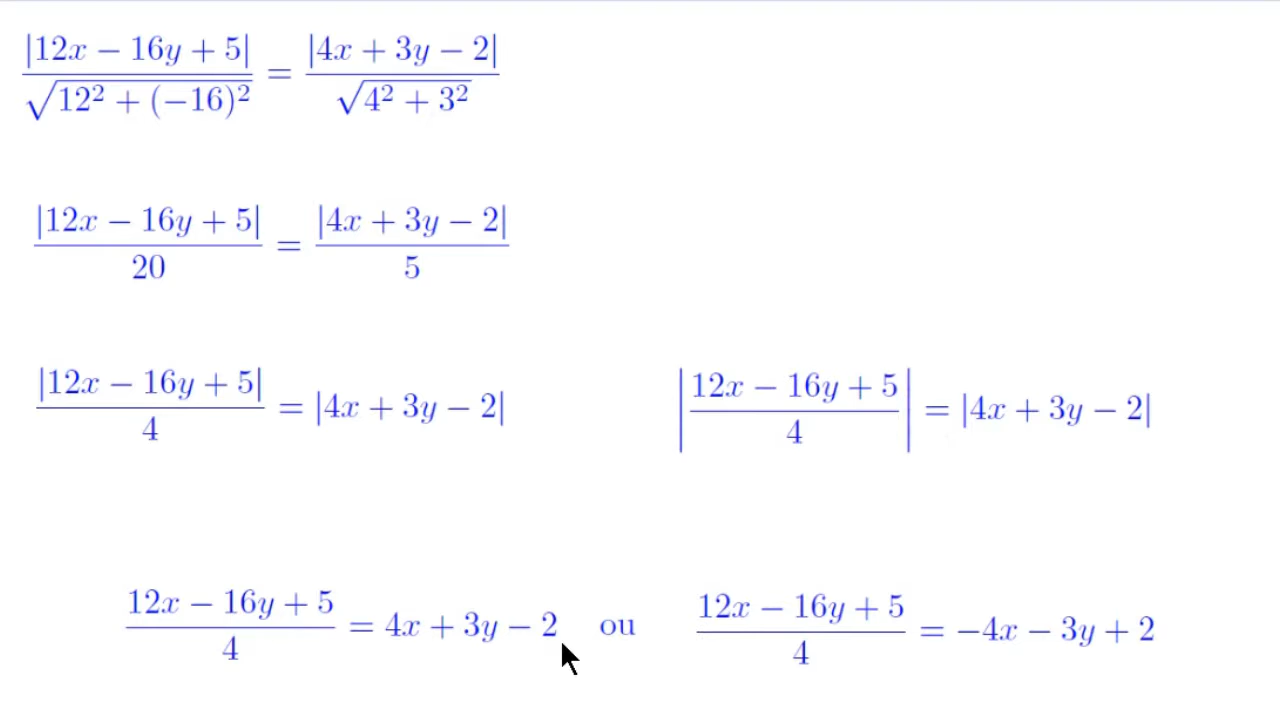 |12x − 16y + 5| / √(12² + (−16)²) = |4x + 3y − 2| / √(4² + 3²)
|12x − 16y + 5| / 20 = |4x + 3y − 2| / 5
|12x − 16y + 5| / 4 = |4x + 3y − 2|
|(12x − 16y + 5) / 4| = |4x + 3y − 2|
(12x − 16y + 5) / 4 = 4x + 3y − 2 ou (12x − 16y + 5) / 4 = −4x − 3y + 2